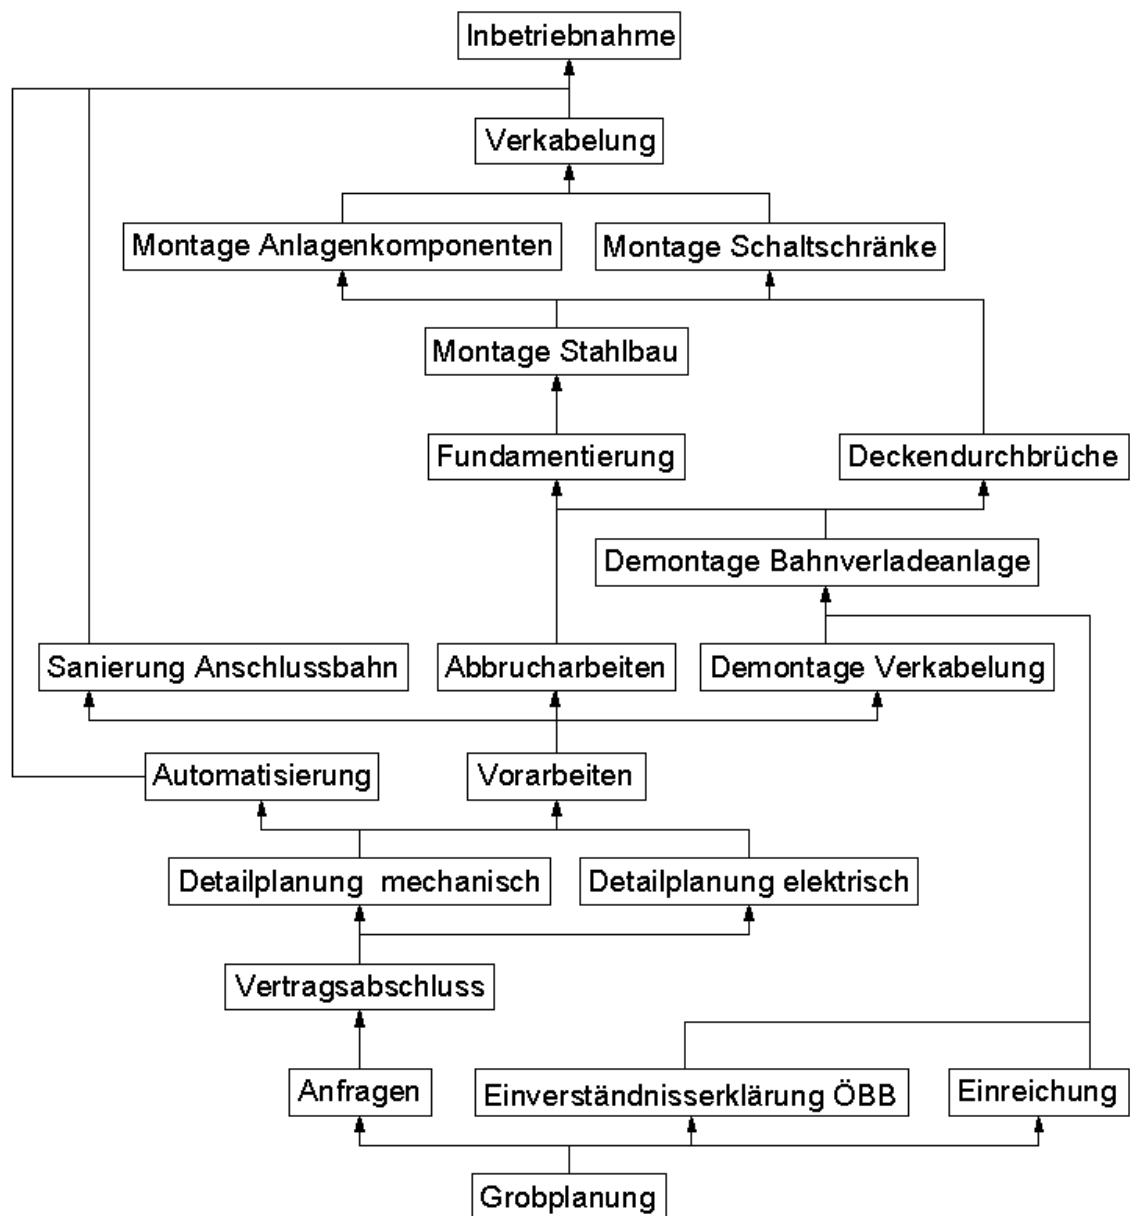 Inbetriebnahme
Verkabelung
Montage Anlagenkomponenten
Montage Schaltschränke
Montage Stahlbau
Fundamentierung
Deckendurchbrüche
Demontage Bahnverladeanlage
Sanierung Anschlussbahn
Abbrucharbeiten
Demontage Verkabelung
Automatisierung
Vorarbeiten
Detailplanung mechanisch
Detailplanung elektrisch
Vertragsabschluss
Anfragen
Einverständnisserklärung ÖBB
Einreichung
Grobplanung